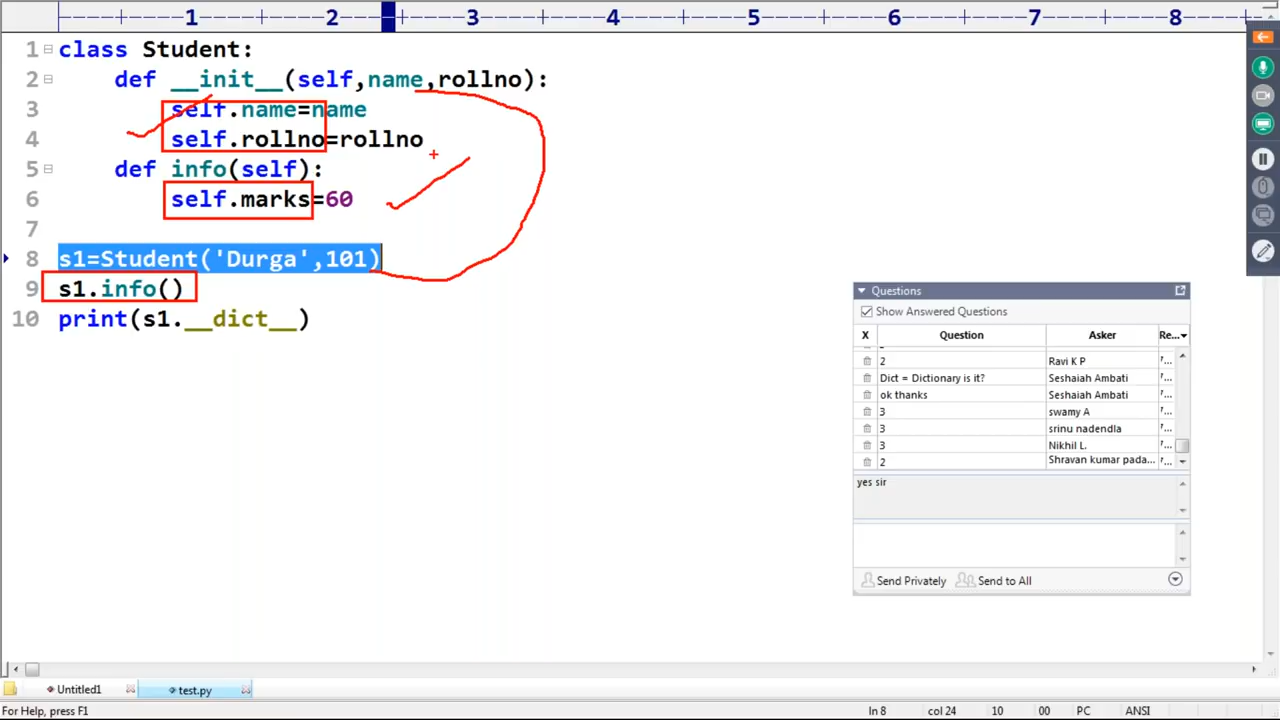 1 2 3 4 5 6 7 8
1 class Student:
2 def __init__(self,name,rollno):
3 self.name=name
4 self.rollno=rollno
5 def info(self):
6 self.marks=60
7
8 s1=Student('Durga',101)
9 s1.info()
10 print(s1.__dict__)
Questions
Show Answered Questions
X Question Asker Re...
2 Ravi K P
Dict = Dictionary is it? Seshaiah Ambati
ok thanks Seshaiah Ambati
3 swamy A
3 srinu nadendla
3 Nikhil L.
2 Shravan kumar pada...
yes sir
Send Privately Send to All
Untitled1 test.py
For Help, press F1 ln 8 col 24 10 00 PC ANSI